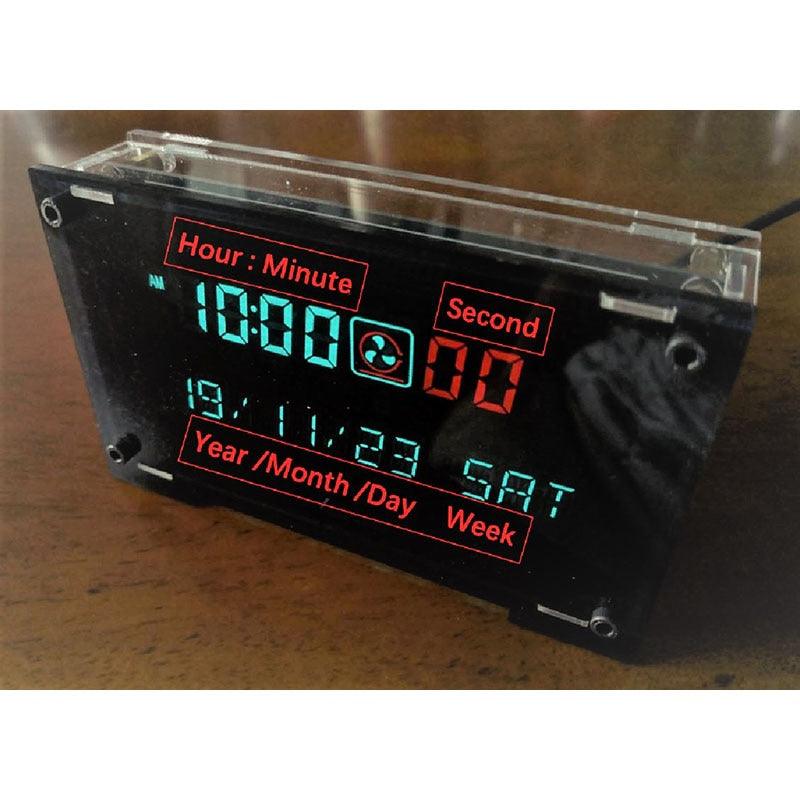 Hour : Minute
Second
AM 10:00 00
19/11/23 SAT
Year /Month /Day Week